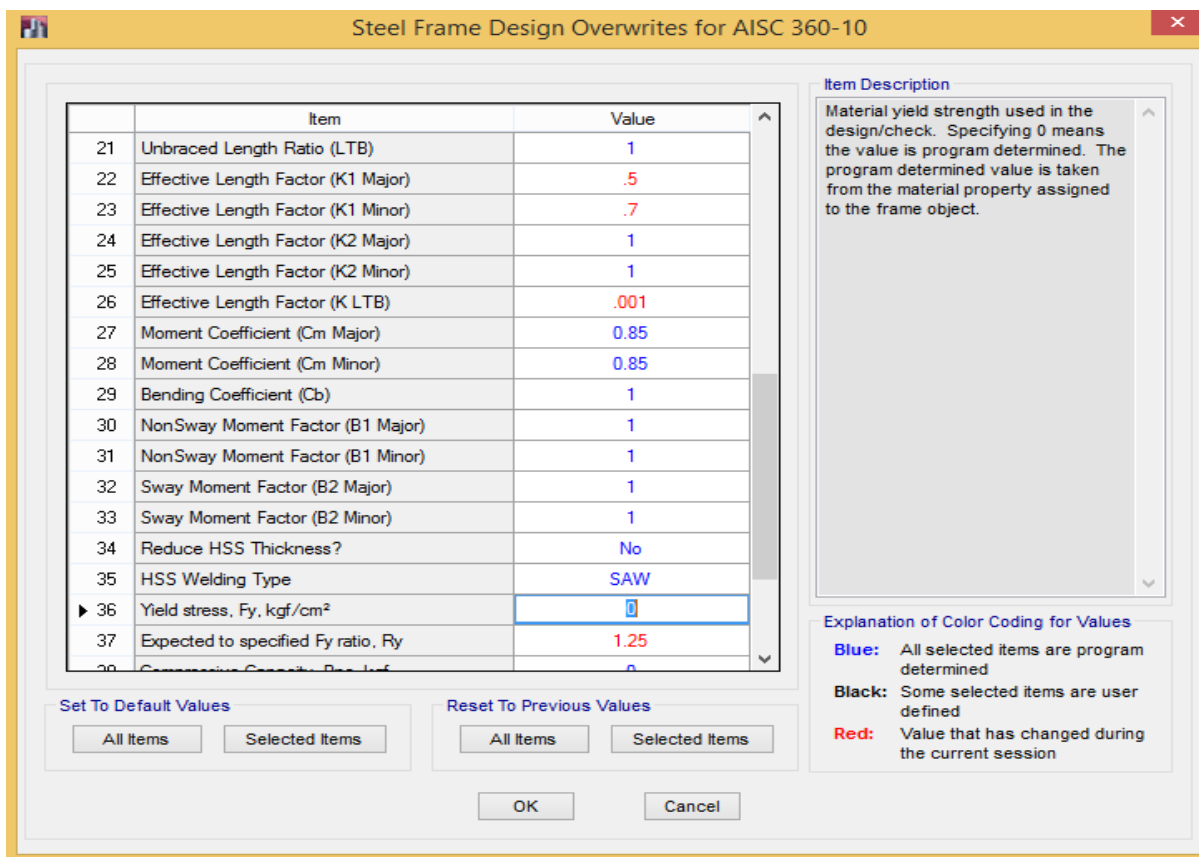 Steel Frame Design Overwrites for AISC 360-10
Item Value
21 Unbraced Length Ratio (LTB) 1
22 Effective Length Factor (K1 Major) .5
23 Effective Length Factor (K1 Minor) .7
24 Effective Length Factor (K2 Major) 1
25 Effective Length Factor (K2 Minor) 1
26 Effective Length Factor (K LTB) .001
27 Moment Coefficient (Cm Major) 0.85
28 Moment Coefficient (Cm Minor) 0.85
29 Bending Coefficient (Cb) 1
30 NonSway Moment Factor (B1 Major) 1
31 NonSway Moment Factor (B1 Minor) 1
32 Sway Moment Factor (B2 Major) 1
33 Sway Moment Factor (B2 Minor) 1
34 Reduce HSS Thickness? No
35 HSS Welding Type SAW
36 Yield stress, Fy, kgf/cm² 0
37 Expected to specified Fy ratio, Ry 1.25
Set To Default Values
All Items Selected Items
Reset To Previous Values
All Items Selected Items
Item Description
Material yield strength used in the
design/check. Specifying 0 means
the value is program determined. The
program determined value is taken
from the material property assigned
to the frame object.
Explanation of Color Coding for Values
Blue: All selected items are program
determined
Black: Some selected items are user
defined
Red: Value that has changed during
the current session
OK Cancel